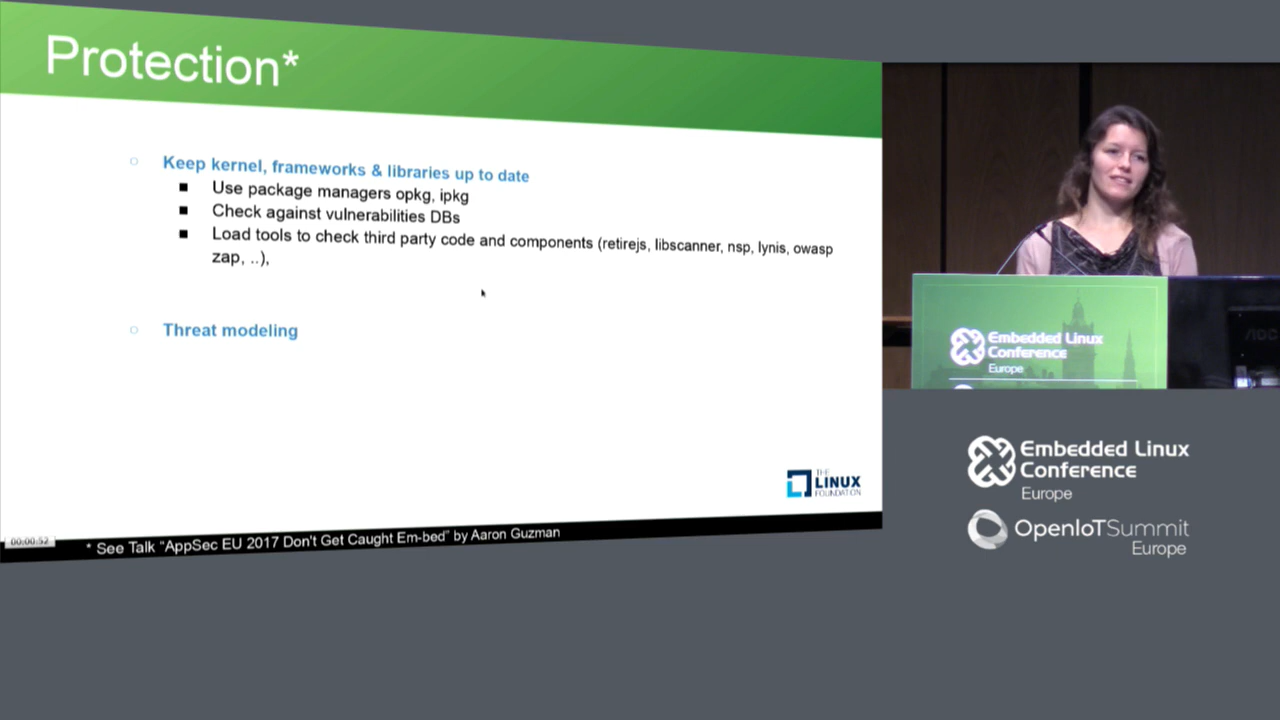 Protection*
Keep kernel, frameworks & libraries up to date
Use package managers opkg, ipkg
Check against vulnerabilities DBs
Load tools to check third party code and components (retirejs, libscanner, nsp, lynis, owasp
zap, ..),
Threat modeling
THE
LINUX
FOUNDATION
00:00:52
* See Talk "AppSec EU 2017 Don't Get Caught Em-bed" by Aaron Guzman
Embedded Linux
Conference
Europe
Embedded Linux
Conference
Europe
OpenIoTSummit
Europe